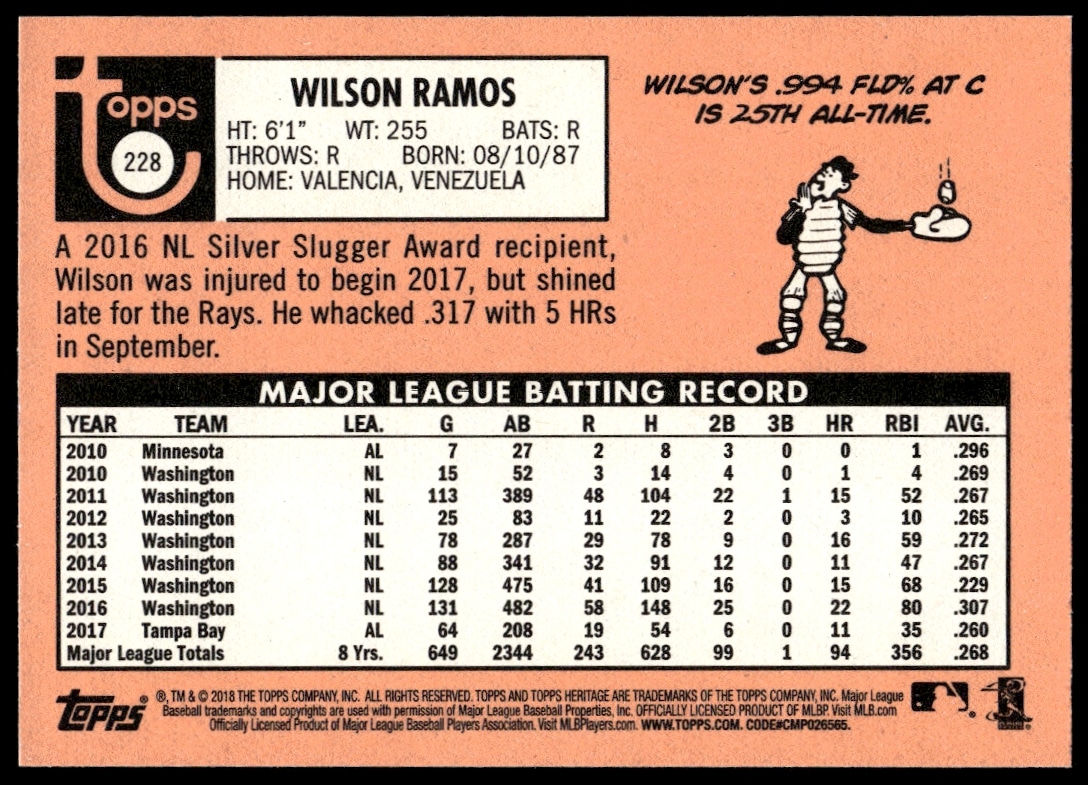 topps
228
WILSON RAMOS
HT: 6'1" WT: 255 BATS: R
THROWS: R BORN: 08/10/87
HOME: VALENCIA, VENEZUELA
WILSON'S .994 FLD% AT C
IS 25TH ALL-TIME.
A 2016 NL Silver Slugger Award recipient,
Wilson was injured to begin 2017, but shined
late for the Rays. He whacked .317 with 5 HRs
in September.
MAJOR LEAGUE BATTING RECORD
YEAR TEAM LEA. G AB R H 2B 3B HR RBI AVG.
2010 Minnesota AL 7 27 2 8 3 0 0 1 .296
2010 Washington NL 15 52 3 14 4 0 1 4 .269
2011 Washington NL 113 389 48 104 22 1 15 52 .267
2012 Washington NL 25 83 11 22 2 0 3 10 .265
2013 Washington NL 78 287 29 78 9 0 16 59 .272
2014 Washington NL 88 341 32 91 12 0 11 47 .267
2015 Washington NL 128 475 41 109 16 0 15 68 .229
2016 Washington NL 131 482 58 148 25 0 22 80 .307
2017 Tampa Bay AL 64 208 19 54 6 0 11 35 .260
Major League Totals 8 Yrs. 649 2344 243 628 99 1 94 356 .268
TOPPS ®, TM & © 2018 THE TOPPS COMPANY, INC. ALL RIGHTS RESERVED. TOPPS AND TOPPS HERITAGE ARE TRADEMARKS OF THE TOPPS COMPANY, INC. Major League
Baseball trademarks and copyrights are used with permission of Major League Baseball Properties, Inc. OFFICIALLY LICENSED PRODUCT OF MLBP. Visit MLB.com
Officially Licensed Product of Major League Baseball Players Association. Visit MLBPlayers.com. WWW.TOPPS.COM. CODE#CMP026565.